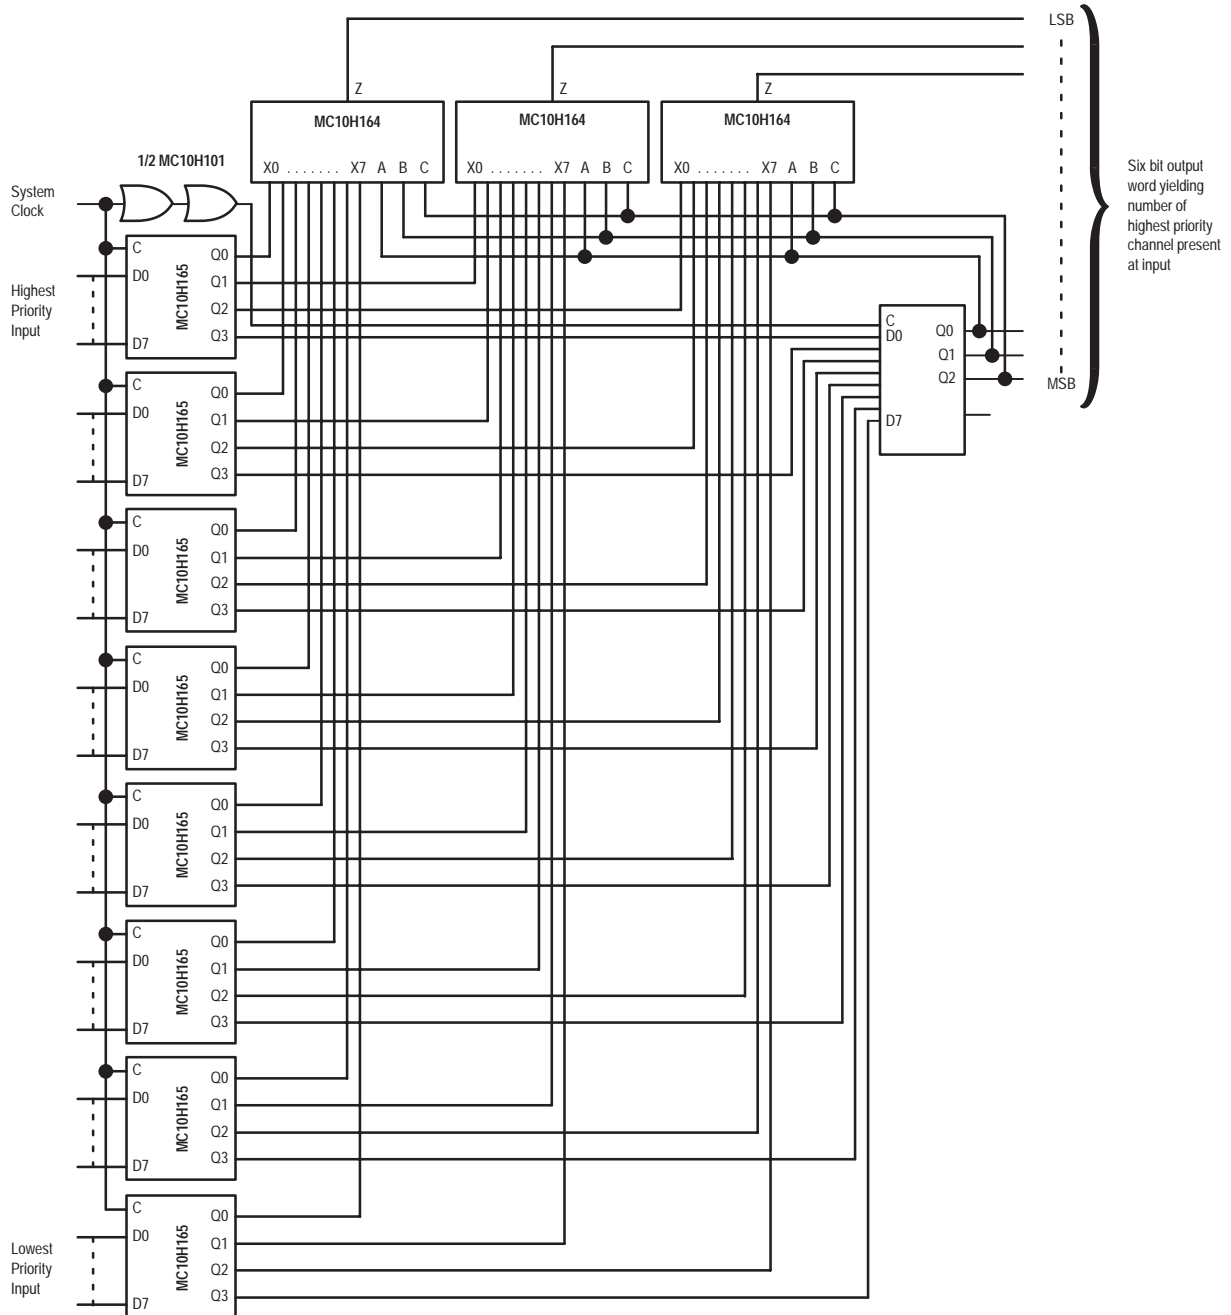 LSB
Z
Z
Z
MC10H164
MC10H164
MC10H164
1/2 MC10H101
X0 . . . . . . . X7 A B C
X0 . . . . . . . X7 A B C
X0 . . . . . . . X7 A B C
Six bit output
word yielding
number of
highest priority
channel present
at input
System
Clock
C
D0
D7
MC10H165
Q0
Q1
Q2
Q3
Highest
Priority
Input
C
D0
D7
Q0
Q1
Q2
MSB
C
D0
D7
MC10H165
Q0
Q1
Q2
Q3
C
D0
D7
MC10H165
Q0
Q1
Q2
Q3
C
D0
D7
MC10H165
Q0
Q1
Q2
Q3
C
D0
D7
MC10H165
Q0
Q1
Q2
Q3
C
D0
D7
MC10H165
Q0
Q1
Q2
Q3
C
D0
D7
MC10H165
Q0
Q1
Q2
Q3
C
D0
D7
MC10H165
Q0
Q1
Q2
Q3
Lowest
Priority
Input